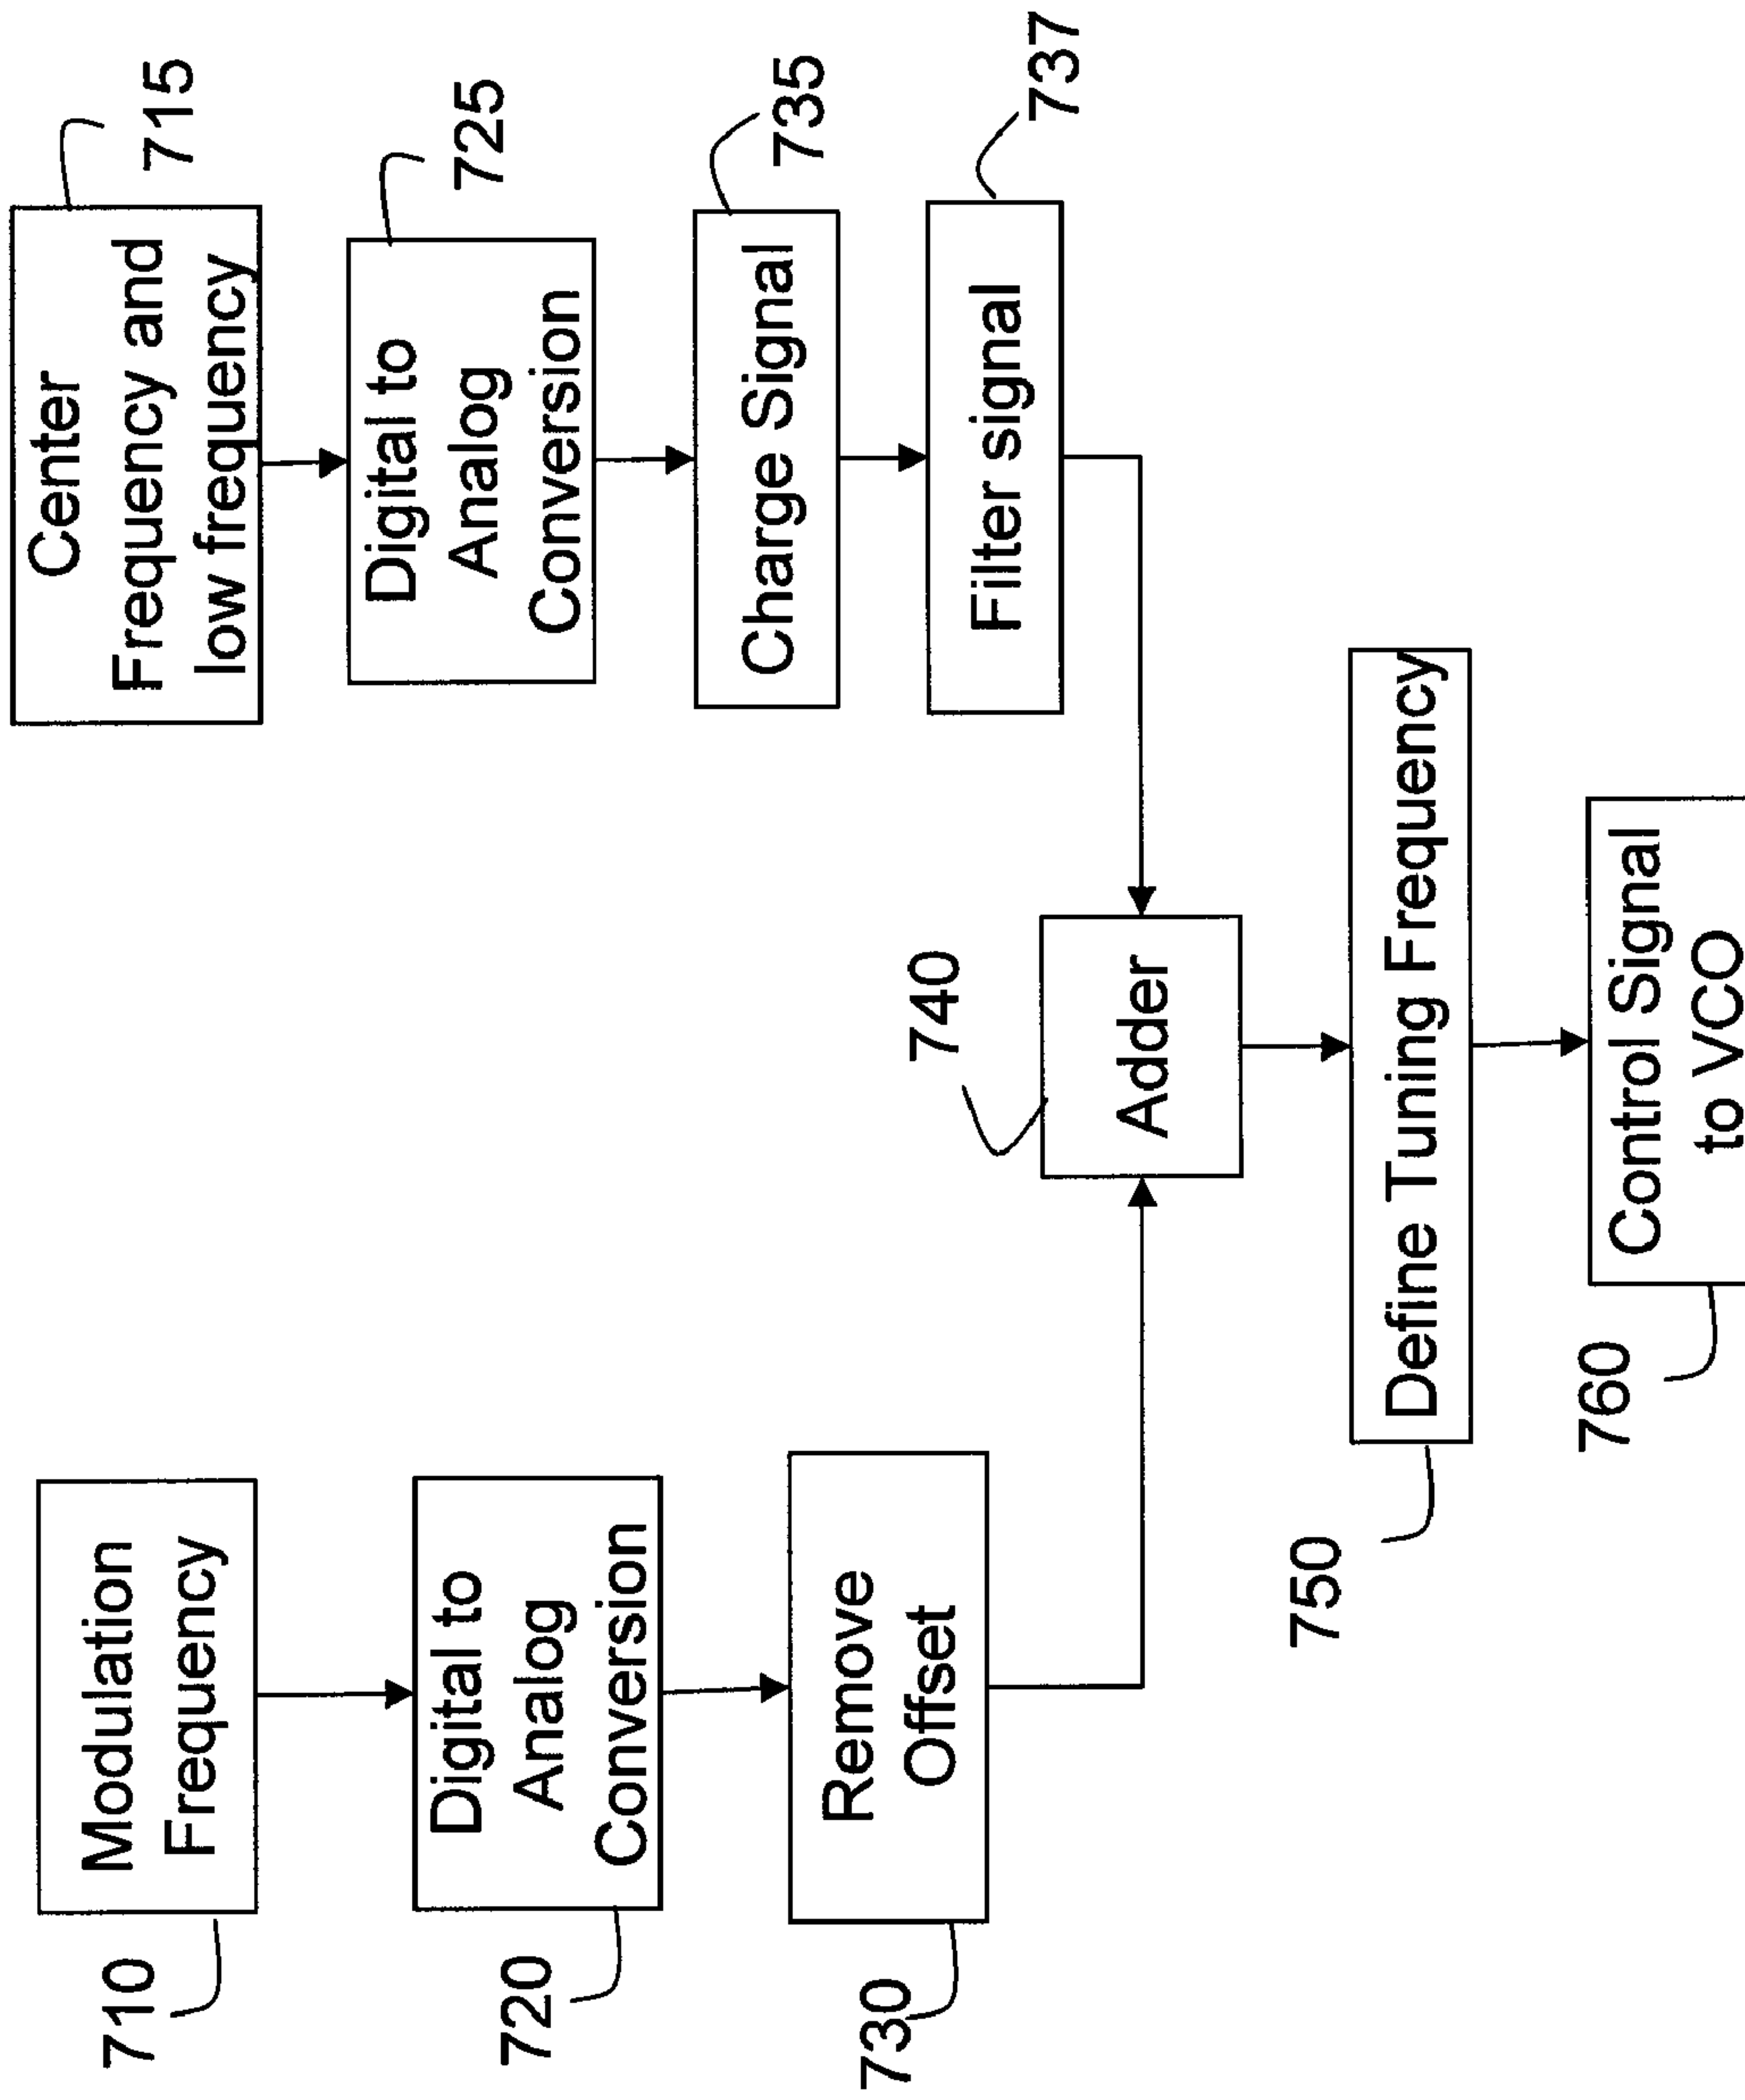 710
Modulation
Frequency
720
Digital to
Analog
Conversion
730
Remove
Offset
Center
Frequency and
low frequency
715
Digital to
Analog
Conversion
725
Charge Signal
735
Filter signal
737
740
Adder
750
Define Tuning Frequency
760
Control Signal
to VCO